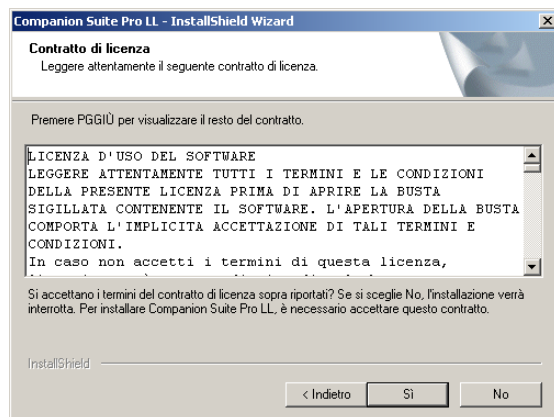 Companion Suite Pro LL - InstallShield Wizard
Contratto di licenza
Leggere attentamente il seguente contratto di licenza.
Premere PGGIÙ per visualizzare il resto del contratto.
LICENZA D'USO DEL SOFTWARE
LEGGERE ATTENTAMENTE TUTTI I TERMINI E LE CONDIZIONI
DELLA PRESENTE LICENZA PRIMA DI APRIRE LA BUSTA
SIGILLATA CONTENENTE IL SOFTWARE. L'APERTURA DELLA BUSTA
COMPORTA L'IMPLICITA ACCETTAZIONE DI TALI TERMINI E
CONDIZIONI.
In caso non accetti i termini di questa licenza,
Si accettano i termini del contratto di licenza sopra riportati? Se si sceglie No, l'installazione verrà
interrotta. Per installare Companion Suite Pro LL, è necessario accettare questo contratto.
InstallShield
< Indietro
Sì
No